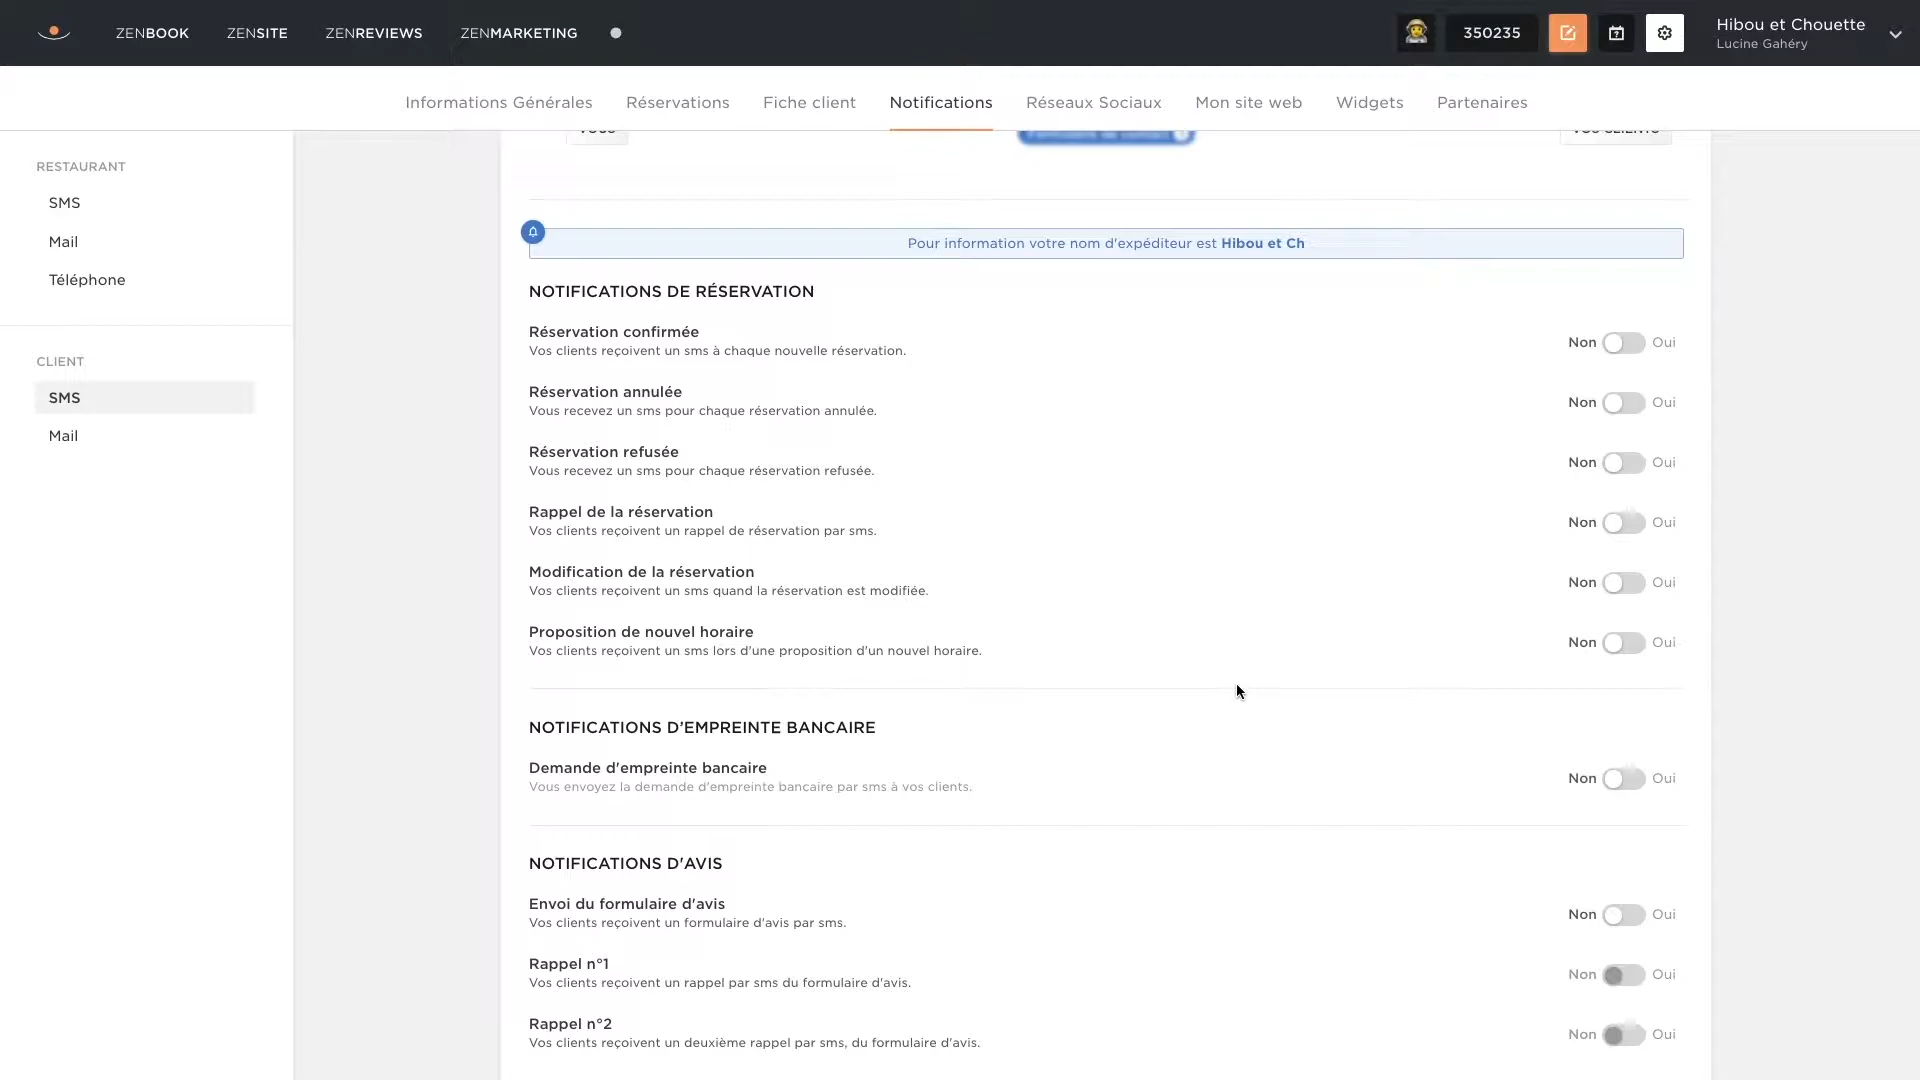 ZENBOOK
ZENSITE
ZENREVIEWS
ZENMARKETING
350235
Hibou et Chouette
Lucine Gahéry
Informations Générales
Réservations
Fiche client
Notifications
Réseaux Sociaux
Mon site web
Widgets
Partenaires
RESTAURANT
SMS
Mail
Téléphone
CLIENT
SMS
Mail
Pour information votre nom d'expéditeur est Hibou et Ch
NOTIFICATIONS DE RÉSERVATION
Réservation confirmée
Vos clients reçoivent un sms à chaque nouvelle réservation.
Non Oui
Réservation annulée
Vous recevez un sms pour chaque réservation annulée.
Non Oui
Réservation refusée
Vous recevez un sms pour chaque réservation refusée.
Non Oui
Rappel de la réservation
Vos clients reçoivent un rappel de réservation par sms.
Non Oui
Modification de la réservation
Vos clients reçoivent un sms quand la réservation est modifiée.
Non Oui
Proposition de nouvel horaire
Vos clients reçoivent un sms lors d'une proposition d'un nouvel horaire.
Non Oui
NOTIFICATIONS D’EMPREINTE BANCAIRE
Demande d'empreinte bancaire
Vous envoyez la demande d'empreinte bancaire par sms à vos clients.
Non Oui
NOTIFICATIONS D'AVIS
Envoi du formulaire d'avis
Vos clients reçoivent un formulaire d'avis par sms.
Non Oui
Rappel n°1
Vos clients reçoivent un rappel par sms du formulaire d'avis.
Non Oui
Rappel n°2
Vos clients reçoivent un deuxième rappel par sms, du formulaire d'avis.
Non Oui